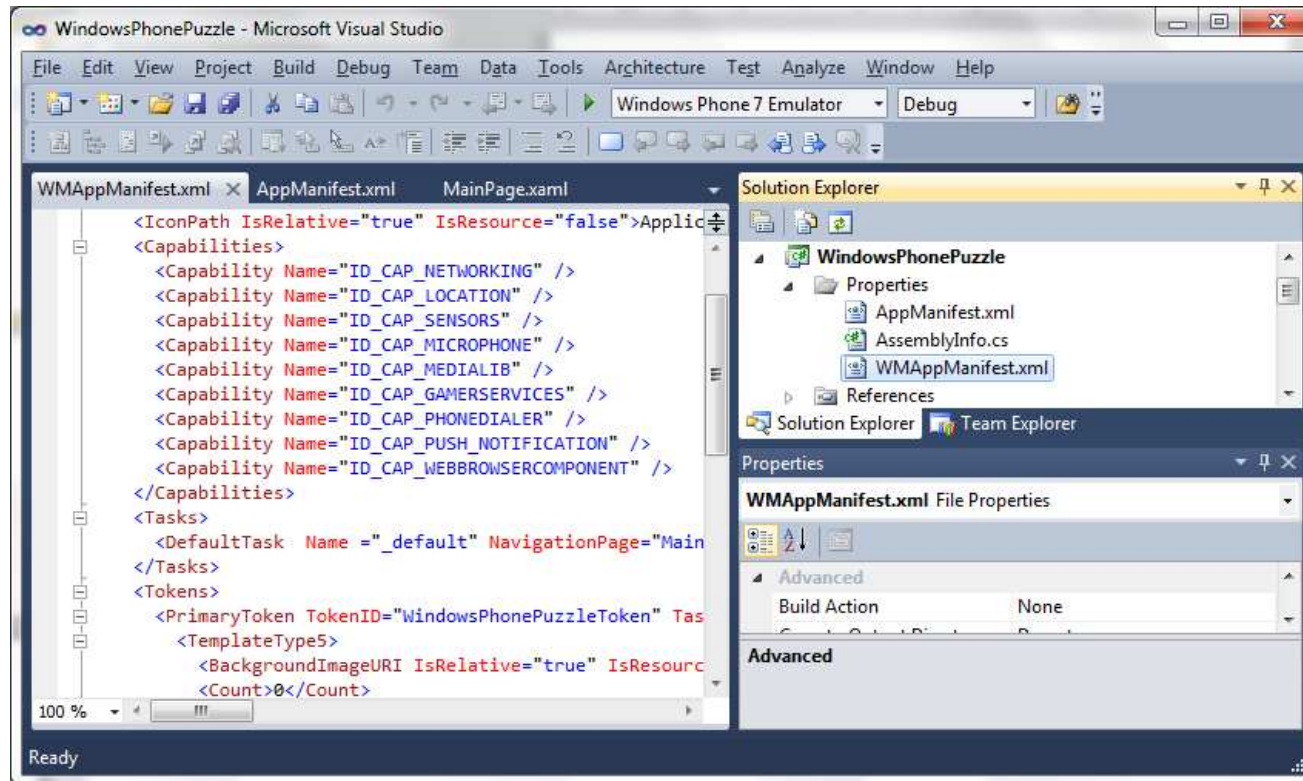 WindowsPhonePuzzle - Microsoft Visual Studio
File Edit View Project Build Debug Team Data Tools Architecture Test Analyze Window Help
Windows Phone 7 Emulator Debug
WMAppManifest.xml AppManifest.xml MainPage.xaml
<IconPath IsRelative="true" IsResource="false">Applic
<Capabilities>
<Capability Name="ID_CAP_NETWORKING" />
<Capability Name="ID_CAP_LOCATION" />
<Capability Name="ID_CAP_SENSORS" />
<Capability Name="ID_CAP_MICROPHONE" />
<Capability Name="ID_CAP_MEDIALIB" />
<Capability Name="ID_CAP_GAMERSERVICES" />
<Capability Name="ID_CAP_PHONEDIALER" />
<Capability Name="ID_CAP_PUSH_NOTIFICATION" />
<Capability Name="ID_CAP_WEBBROWSERCOMPONENT" />
</Capabilities>
<Tasks>
<DefaultTask  Name ="_default" NavigationPage="Main
</Tasks>
<Tokens>
<PrimaryToken TokenID="WindowsPhonePuzzleToken" Tas
<TemplateType5>
<BackgroundImageURI IsRelative="true" IsResourc
<Count>0</Count>
100 %
Solution Explorer
WindowsPhonePuzzle
Properties
AppManifest.xml
AssemblyInfo.cs
WMAppManifest.xml
References
Solution Explorer Team Explorer
Properties
WMAppManifest.xml File Properties
Advanced
Build Action None
Advanced
Ready